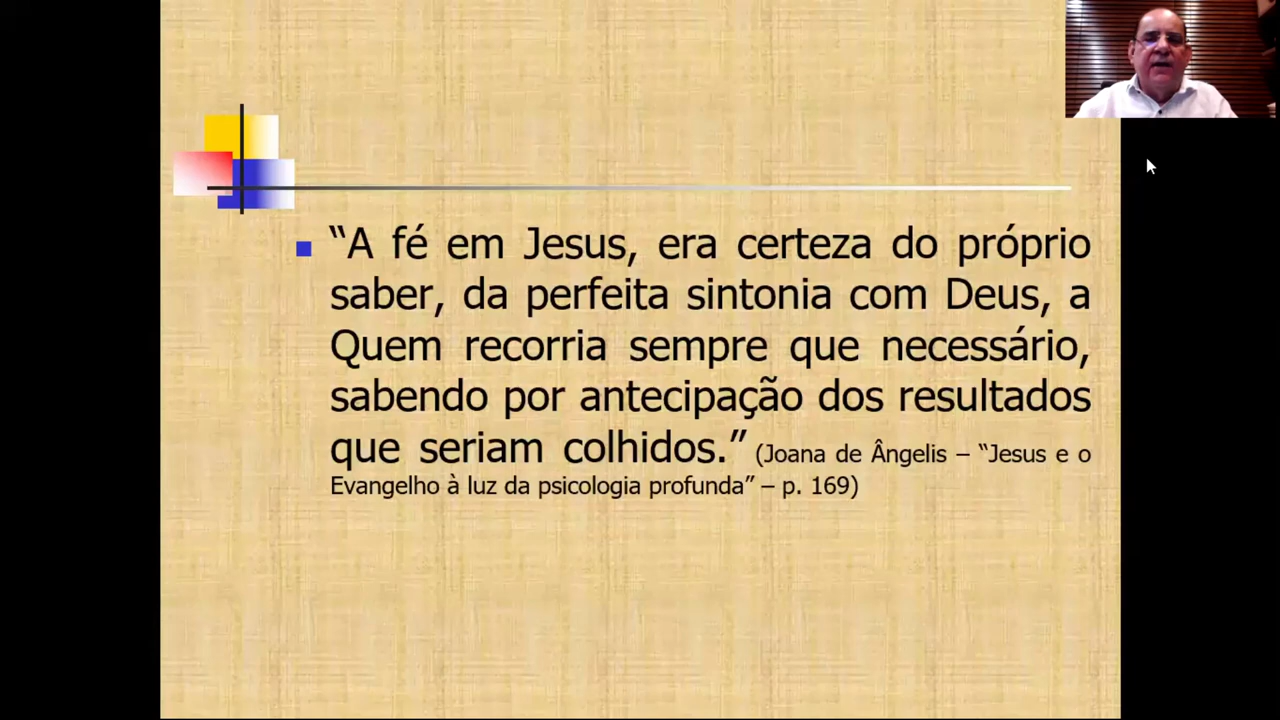 “A fé em Jesus, era certeza do próprio
saber, da perfeita sintonia com Deus, a
Quem recorria sempre que necessário,
sabendo por antecipação dos resultados
que seriam colhidos.” (Joana de Ângelis – “Jesus e o
Evangelho à luz da psicologia profunda” – p. 169)